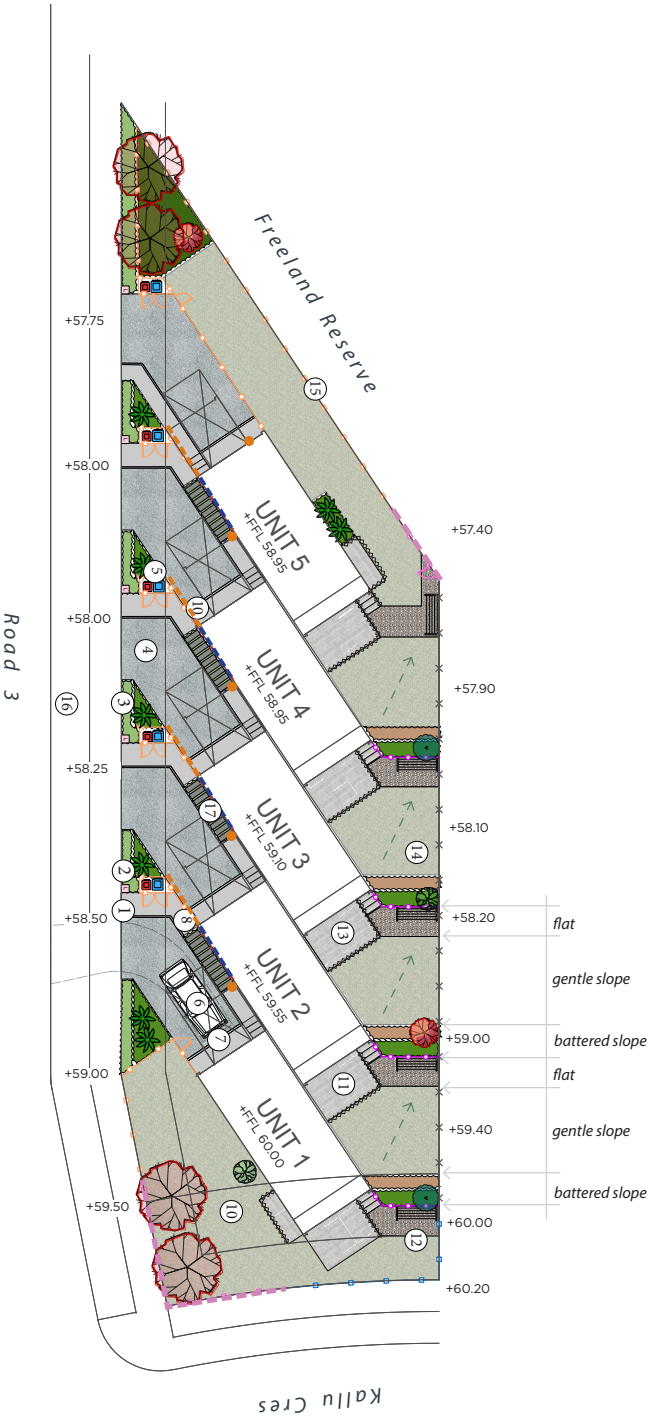 Freeland Reserve
+57.75
15
+58.00
+57.40
UNIT 5
+FFL 58.95
5
10
+58.00
Road 3
4
UNIT 4
+FFL 58.95
+57.90
3
16
+58.25
17
UNIT 3
+FFL 59.10
+58.10
14
2
1
+58.50
8
13
+58.20
flat
gentle slope
6
7
UNIT 2
+FFL 59.55
+59.00
battered slope
flat
+59.00
11
UNIT 1
+FFL 60.00
+59.40
gentle slope
battered slope
+59.50
10
12
+60.00
+60.20
Kallu Cres